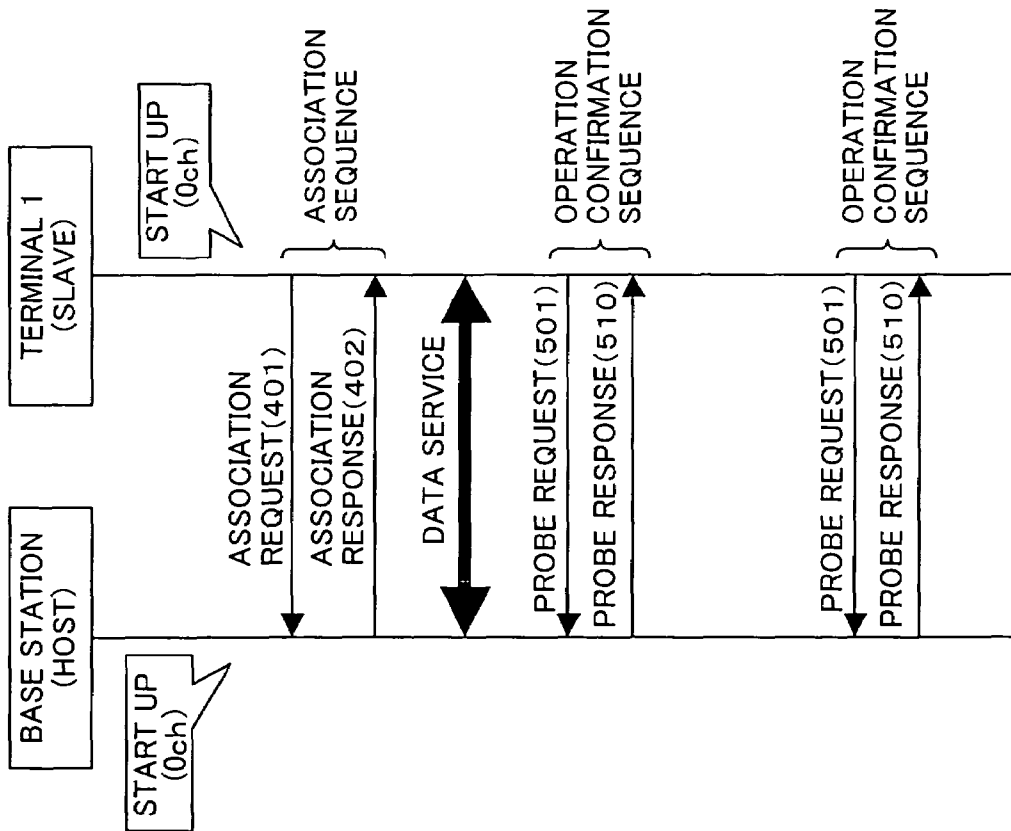 BASE STATION
(HOST)
TERMINAL 1
(SLAVE)
START UP
(0ch)
START UP
(0ch)
ASSOCIATION
REQUEST(401)
ASSOCIATION
RESPONSE(402)
ASSOCIATION
SEQUENCE
DATA SERVICE
PROBE REQUEST(501)
PROBE RESPONSE(510)
OPERATION
CONFIRMATION
SEQUENCE
PROBE REQUEST(501)
PROBE RESPONSE(510)
OPERATION
CONFIRMATION
SEQUENCE